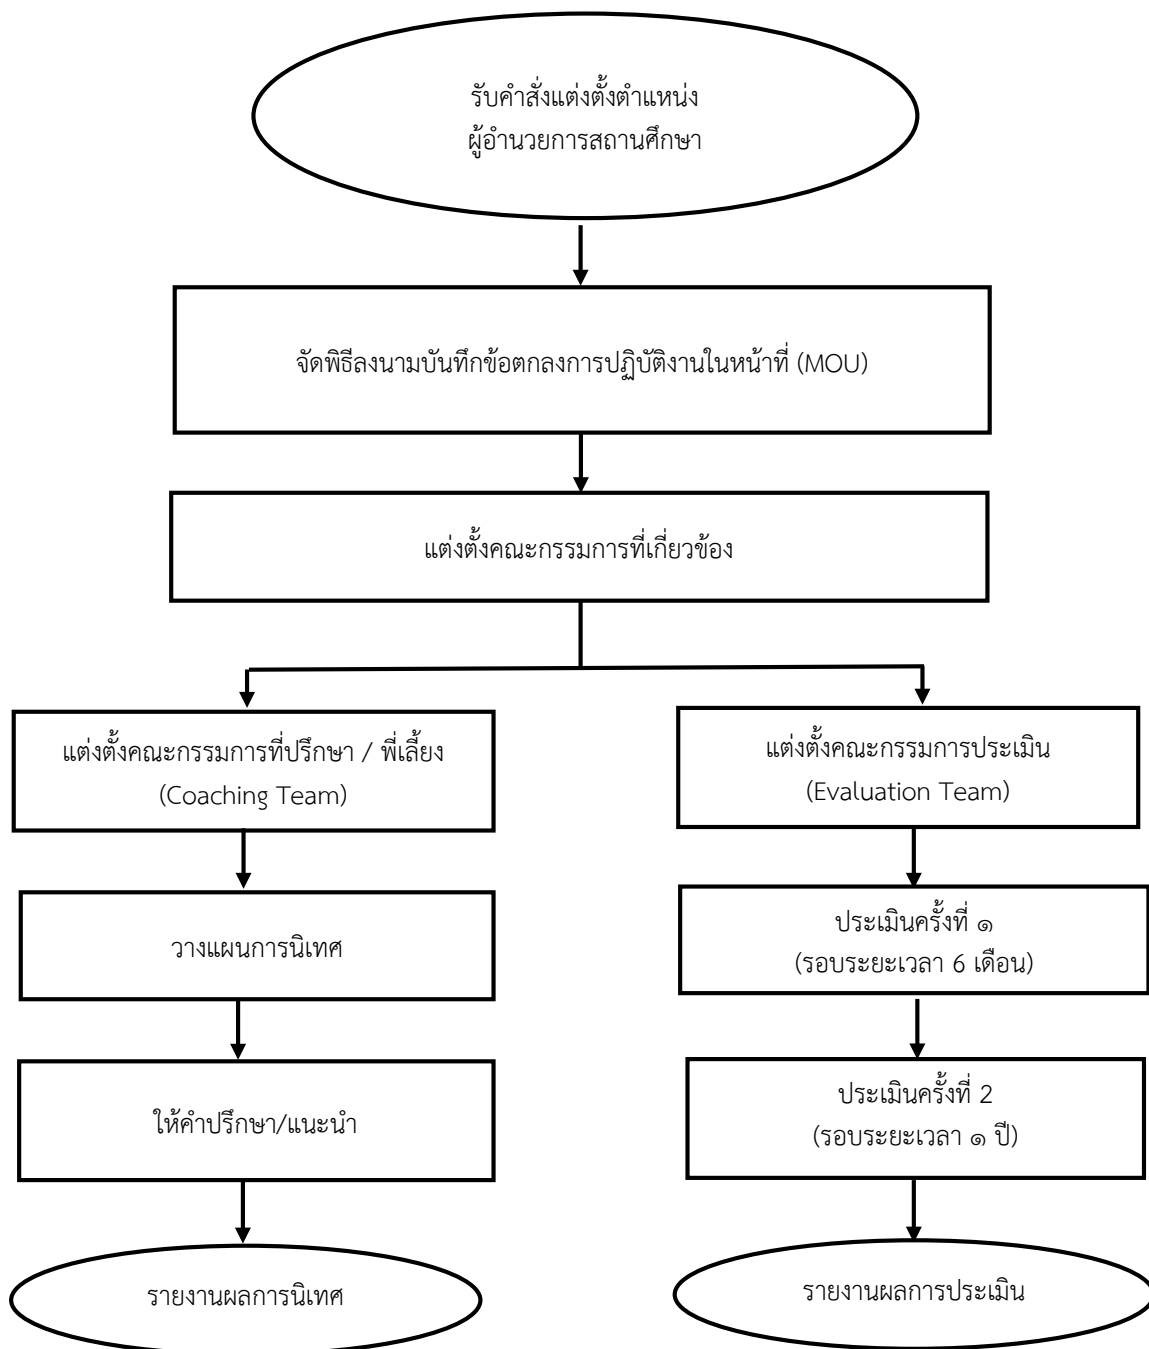 รับคำสั่งแต่งตั้งตำแหน่ง
ผู้อำนวยการสถานศึกษา
จัดพิธีลงนามบันทึกข้อตกลงการปฏิบัติงานในหน้าที่ (MOU)
แต่งตั้งคณะกรรมการที่เกี่ยวข้อง
แต่งตั้งคณะกรรมการที่ปรึกษา / พี่เลี้ยง
(Coaching Team)
วางแผนการนิเทศ
ให้คำปรึกษา/แนะนำ
รายงานผลการนิเทศ
แต่งตั้งคณะกรรมการประเมิน
(Evaluation Team)
ประเมินครั้งที่ ๑
(รอบระยะเวลา 6 เดือน)
ประเมินครั้งที่ 2
(รอบระยะเวลา ๑ ปี)
รายงานผลการประเมิน